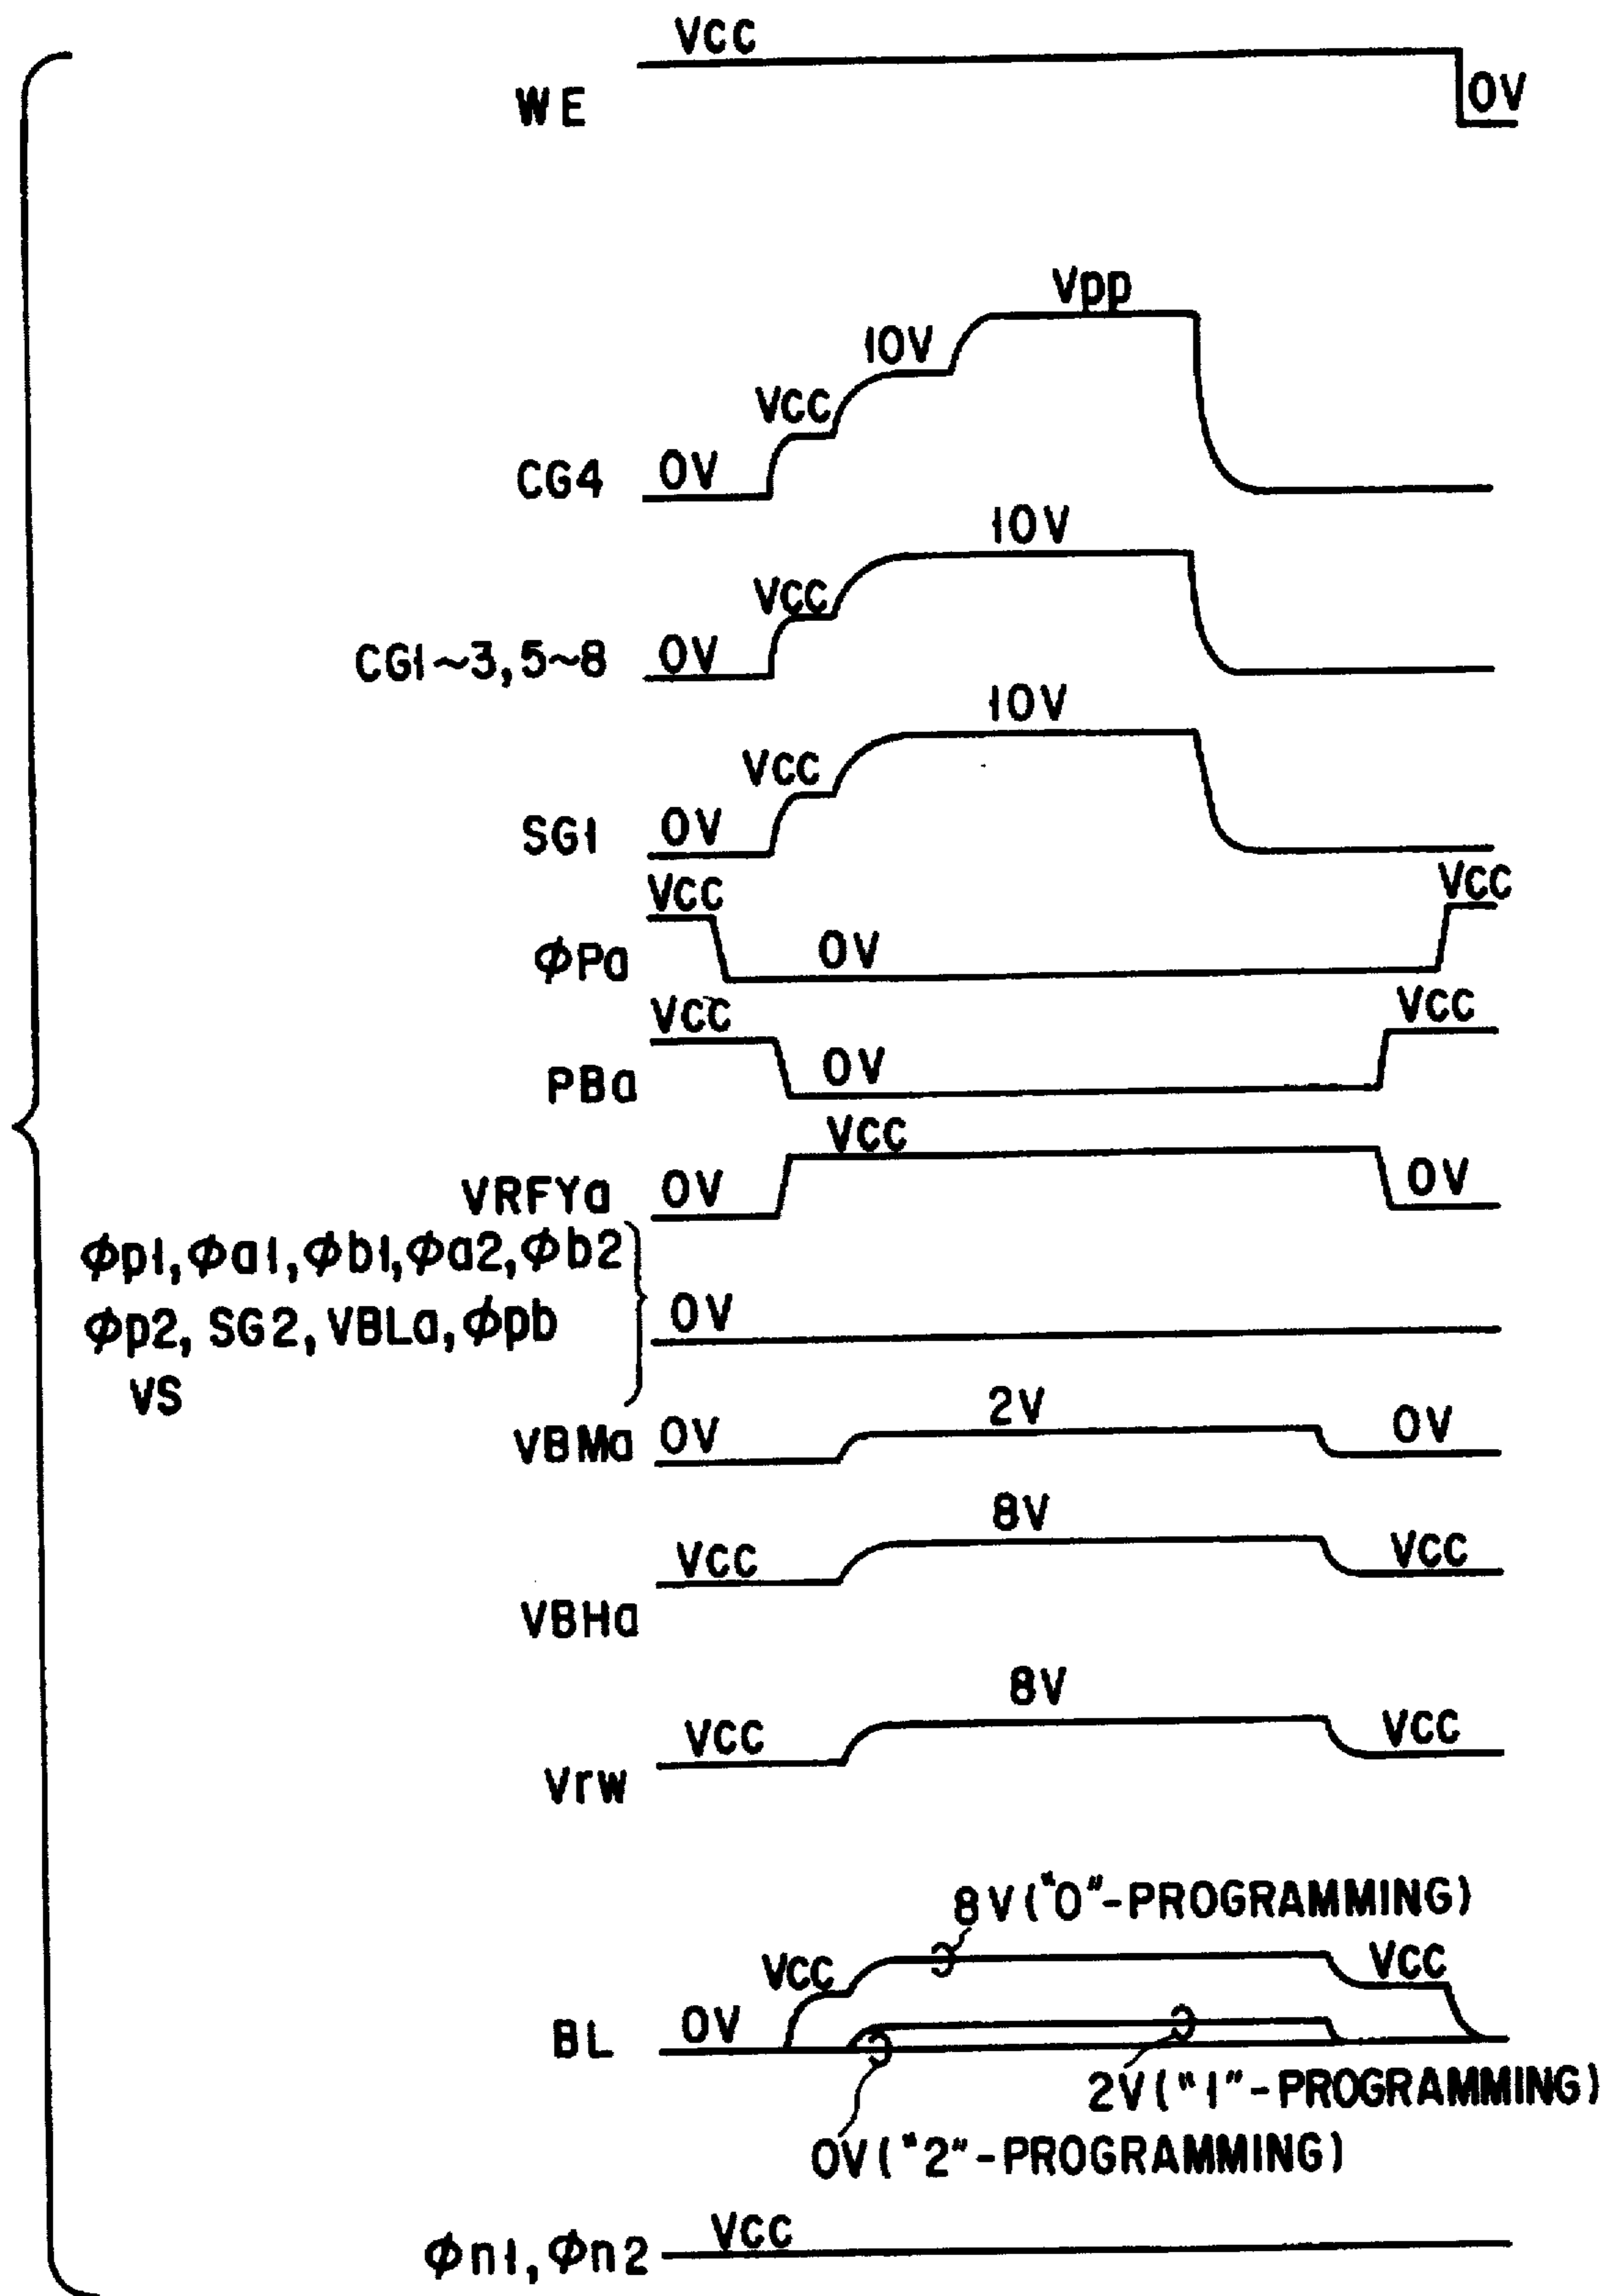 VCC
WE
0V
Vpp
10V
VCC
CG4 0V
10V
VCC
CG1~3,5~8 0V
10V
VCC
SG1 0V
VCC VCC
ϕPa 0V
VCC VCC
PBa 0V
VCC
VRFYa 0V 0V
ϕp1,ϕa1,ϕb1,ϕa2,ϕb2
ϕp2, SG2, VBLa, ϕpb 0V
VS
2V
VBMa 0V 0V
8V
VCC VCC
VBHa
8V
VCC VCC
Vrw
8V("0"-PROGRAMMING)
VCC VCC
BL 0V
2V("1"-PROGRAMMING)
0V("2"-PROGRAMMING)
VCC
ϕn1, ϕn2